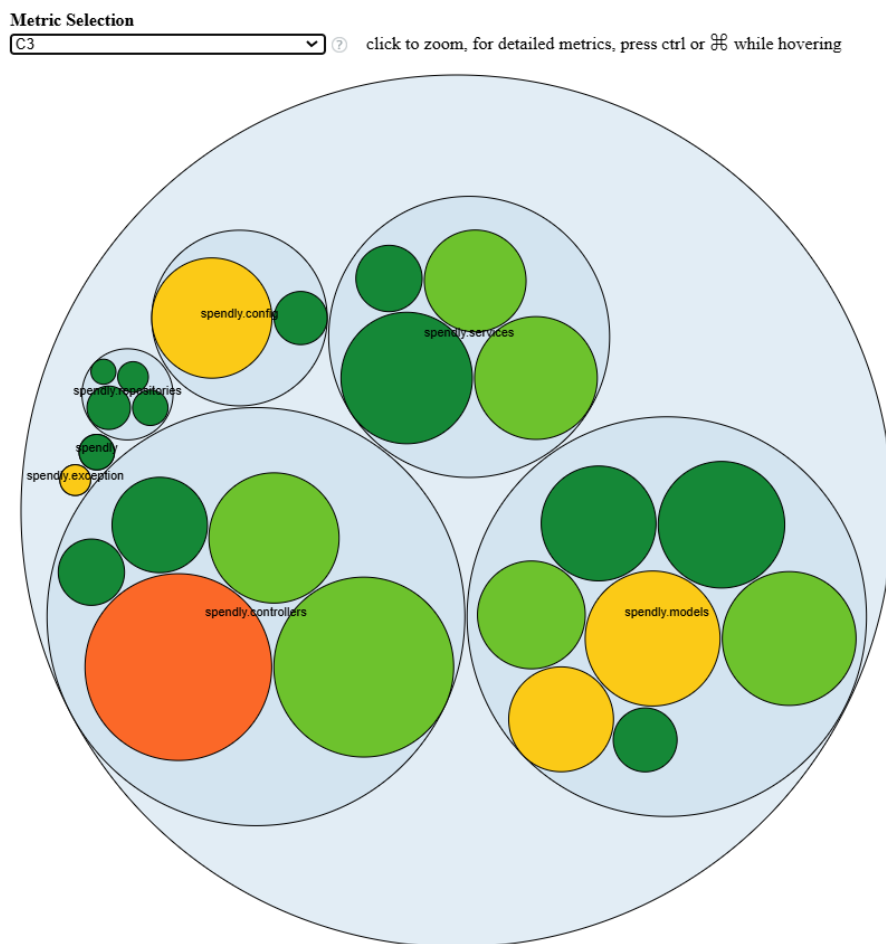 Metric Selection
C3
? click to zoom, for detailed metrics, press ctrl or ⌘ while hovering
spendly.config
spendly.services
spendly.repositories
spendly
spendly.exception
spendly.controllers
spendly.models